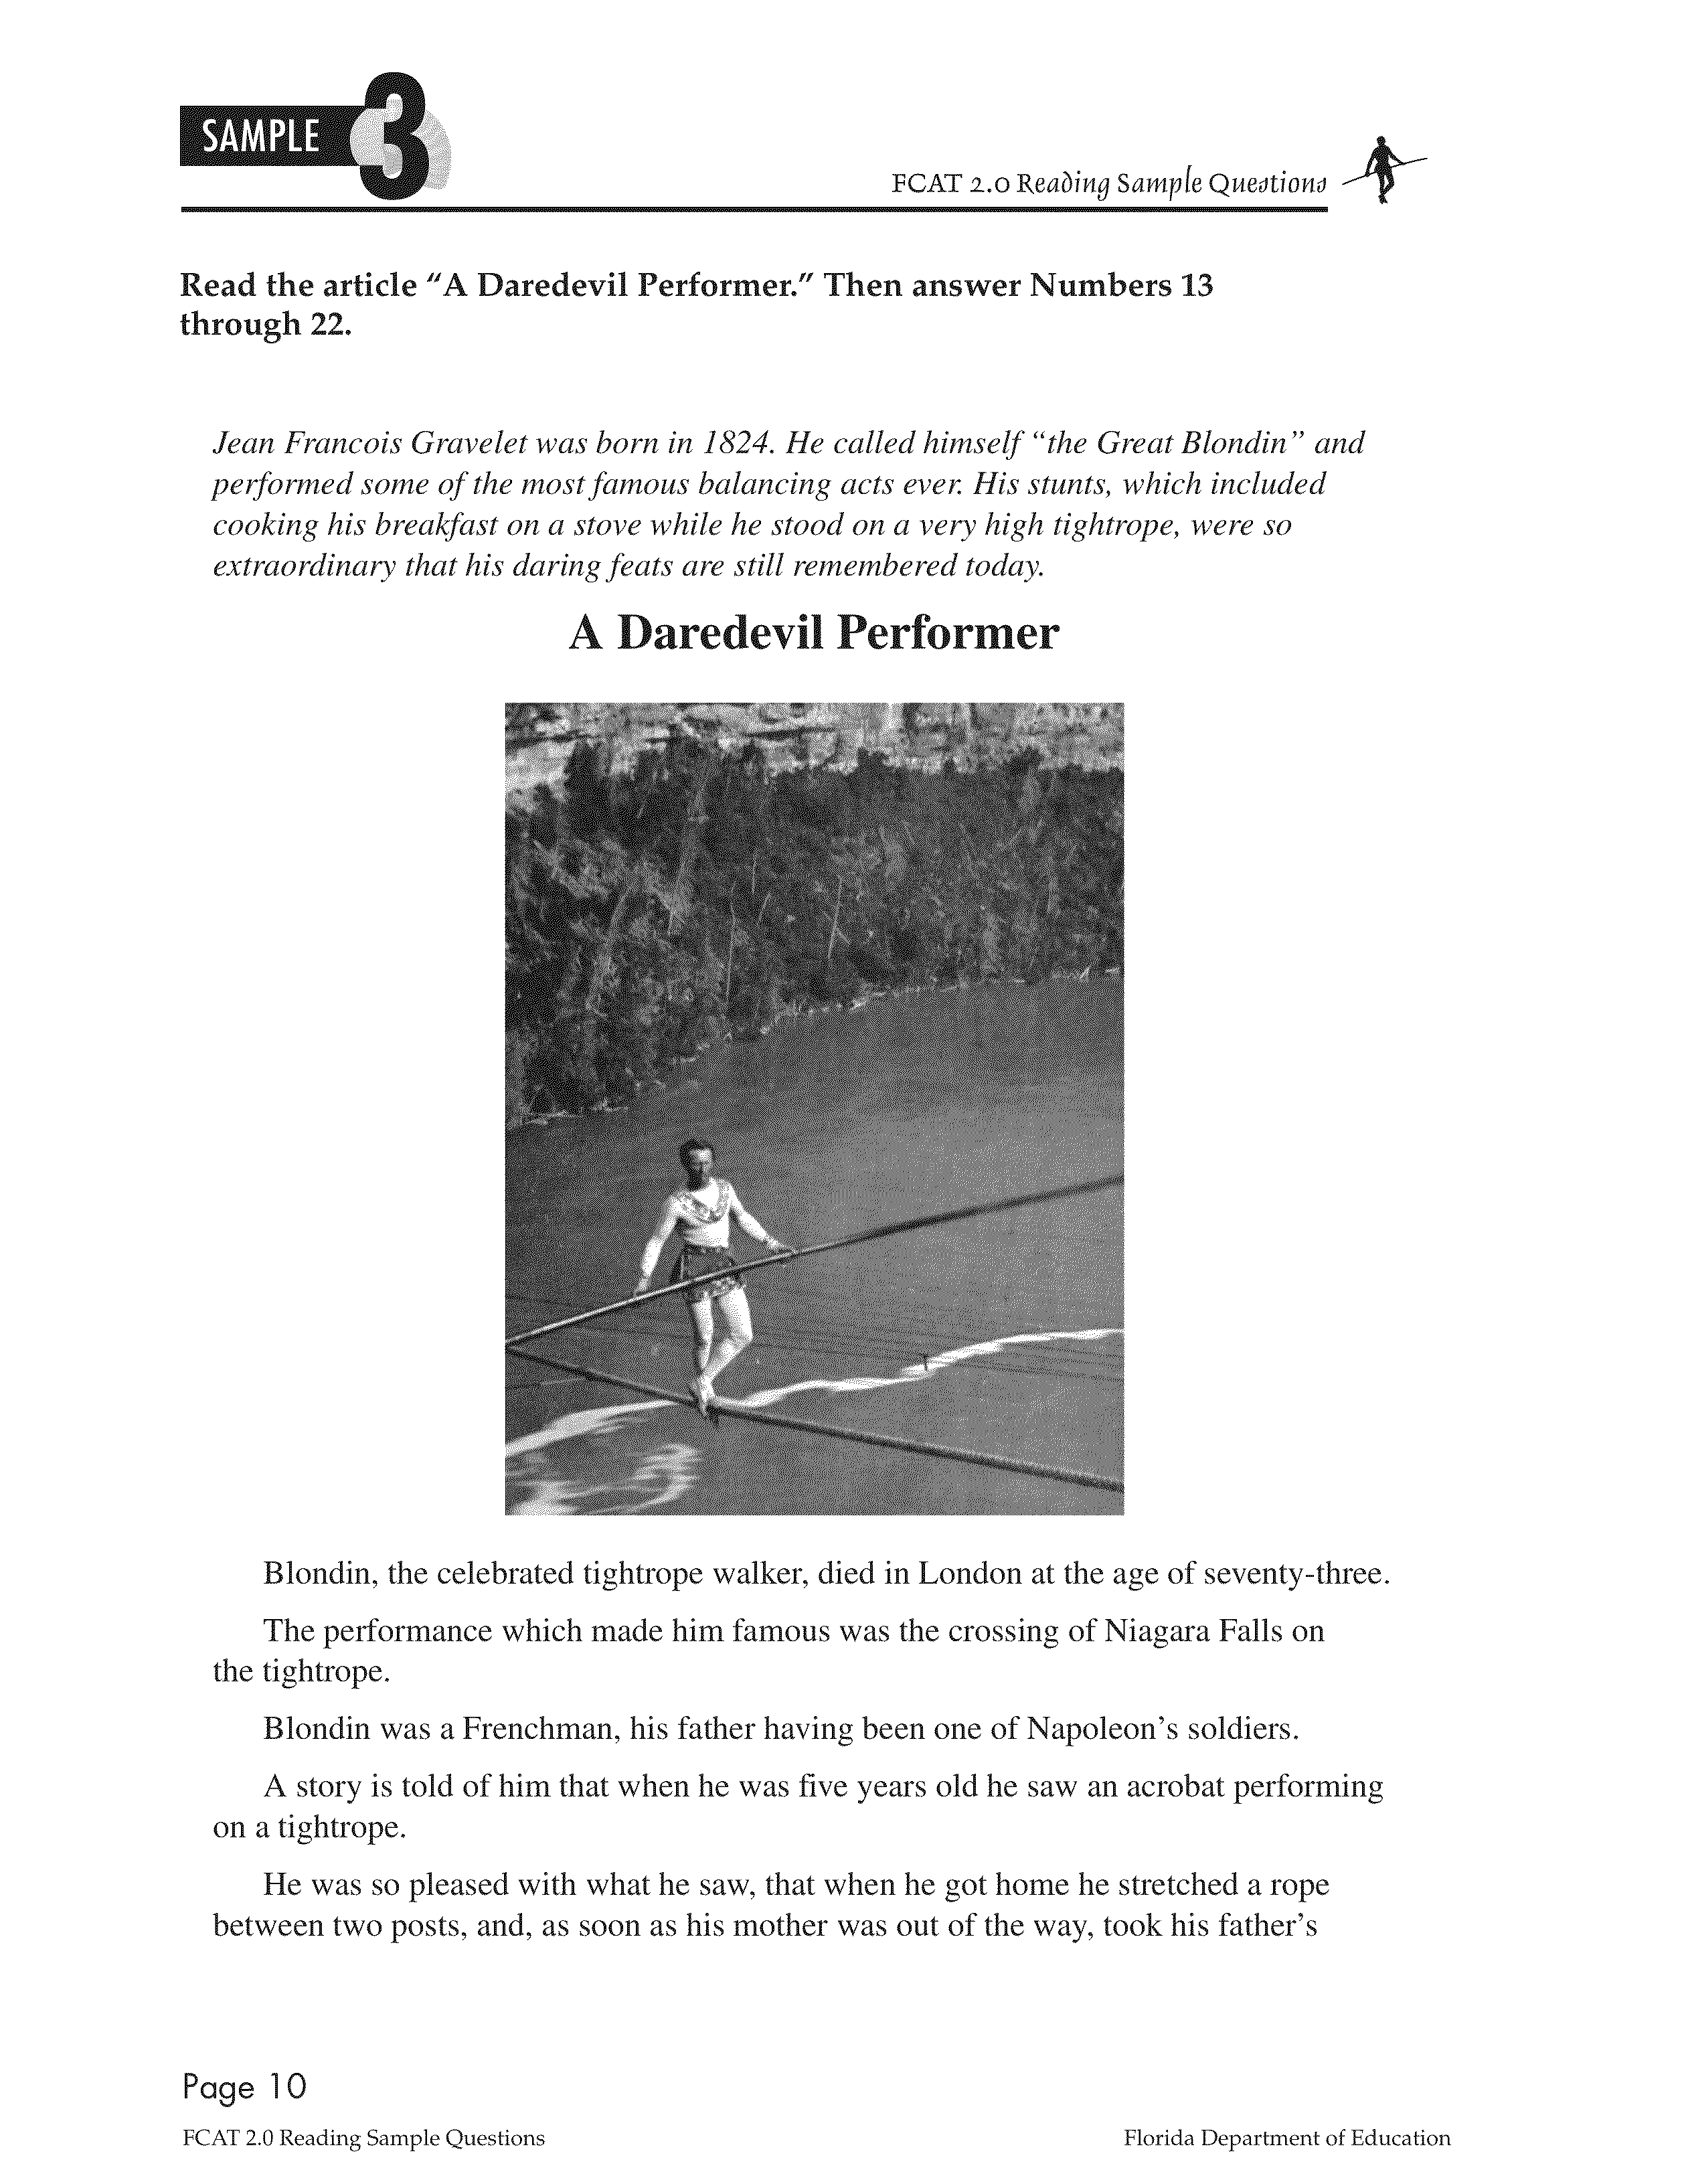 SAMPLE 3
FCAT 2.0 Reading Sample Questions
Read the article “A Daredevil Performer.” Then answer Numbers 13
through 22.
Jean Francois Gravelet was born in 1824. He called himself “the Great Blondin” and
performed some of the most famous balancing acts ever. His stunts, which included
cooking his breakfast on a stove while he stood on a very high tightrope, were so
extraordinary that his daring feats are still remembered today.
A Daredevil Performer
Blondin, the celebrated tightrope walker, died in London at the age of seventy-three.
The performance which made him famous was the crossing of Niagara Falls on
the tightrope.
Blondin was a Frenchman, his father having been one of Napoleon’s soldiers.
A story is told of him that when he was five years old he saw an acrobat performing
on a tightrope.
He was so pleased with what he saw, that when he got home he stretched a rope
between two posts, and, as soon as his mother was out of the way, took his father’s
Page 10
FCAT 2.0 Reading Sample Questions
Florida Department of Education